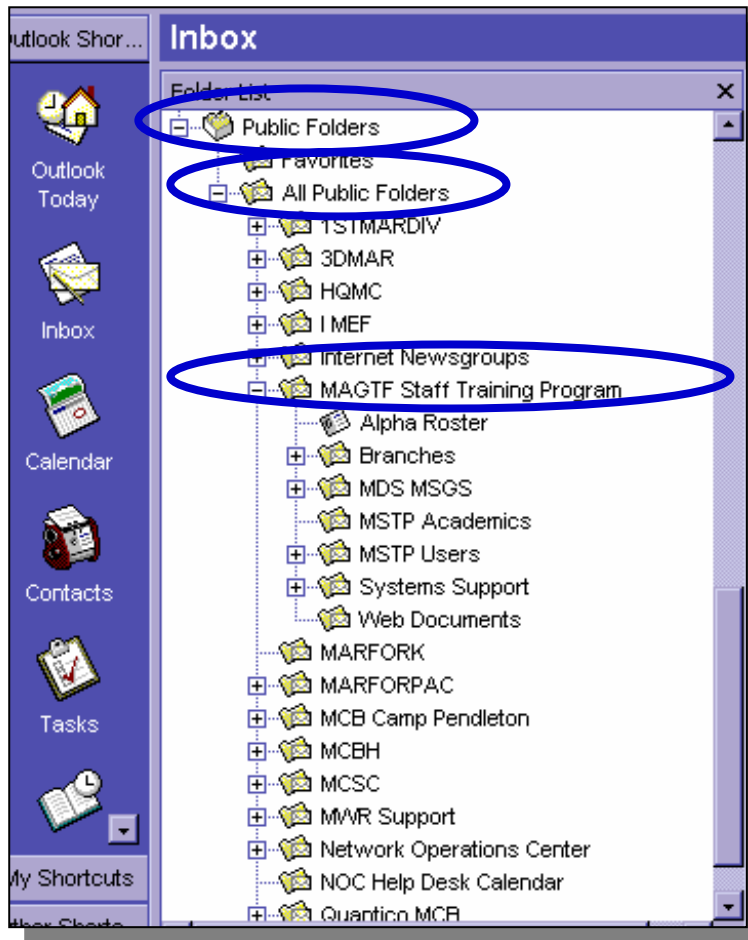 utlook Shor...
Inbox
Folder List
Public Folders
Favorites
All Public Folders
1STMARDIV
3DMAR
HQMC
I MEF
Internet Newsgroups
MAGTF Staff Training Program
Alpha Roster
Branches
MDS MSGS
MSTP Academics
MSTP Users
Systems Support
Web Documents
MARFORK
MARFORPAC
MCB Camp Pendleton
MCBH
MCSC
MWR Support
Network Operations Center
NOC Help Desk Calendar
Quantico MCB
Outlook
Today
Inbox
Calendar
Contacts
Tasks
My Shortcuts
ther Shorts